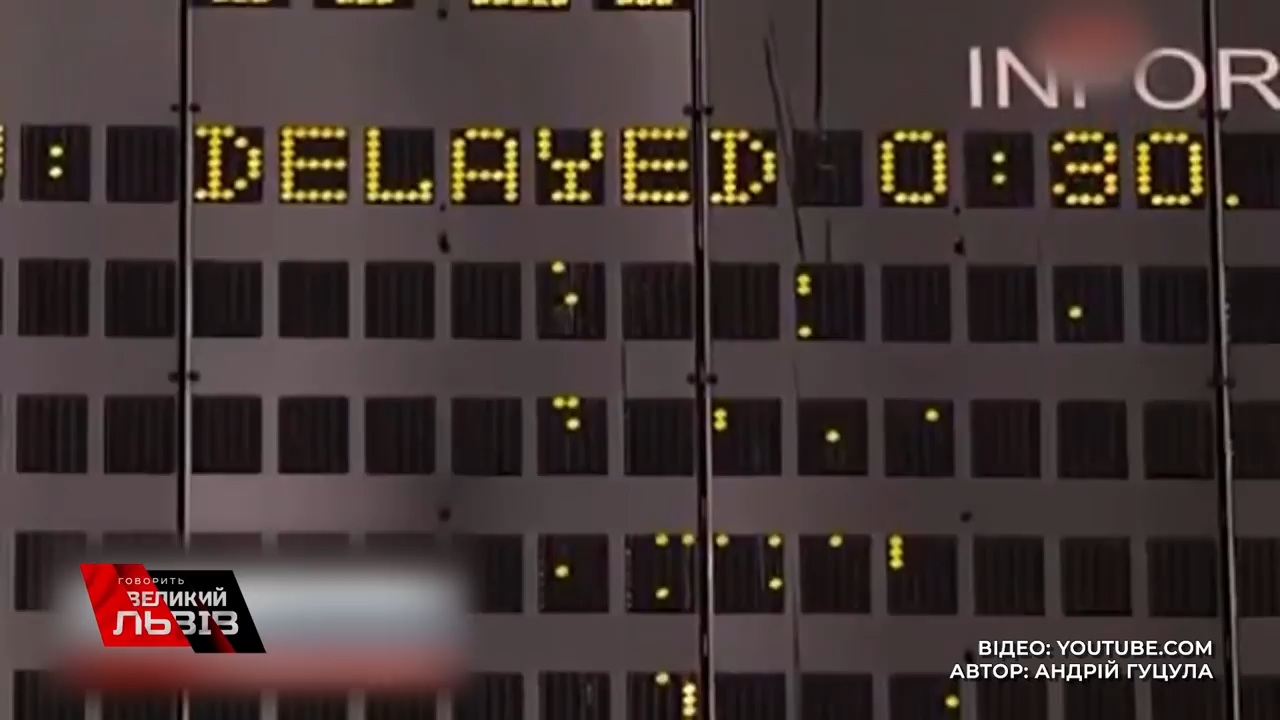 INFOR
: DELAYED 0:30.
ГОВОРИТЬ
ВЕЛИКИЙ
ЛЬВІВ
ВІДЕО: YOUTUBE.COM
АВТОР: АНДРІЙ ГУЦУЛА